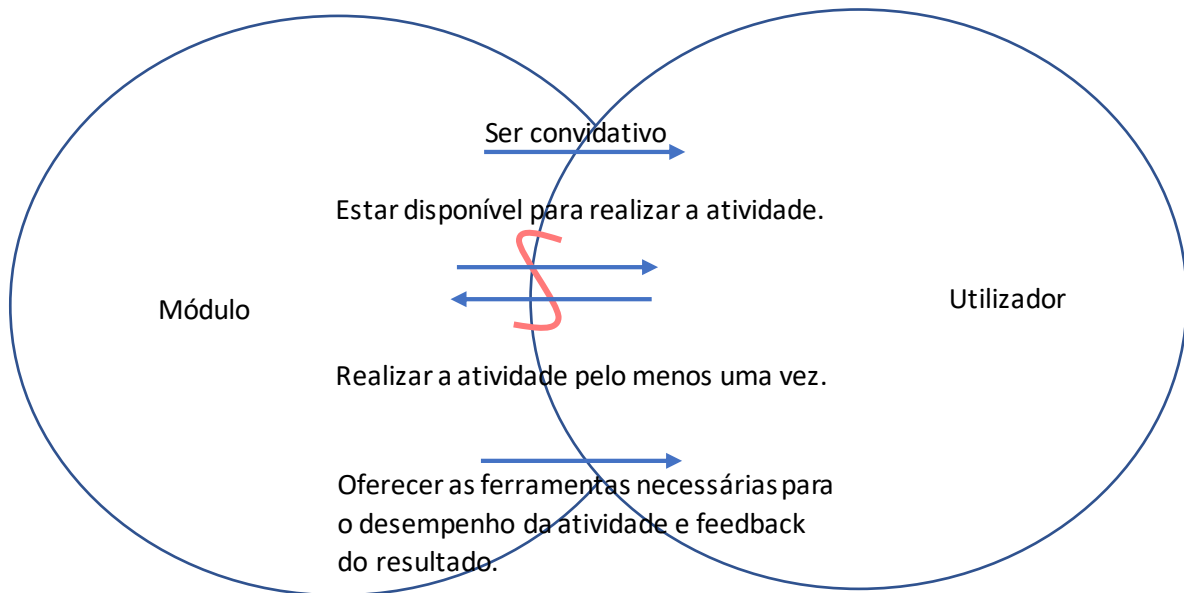 Ser convidativo
Estar disponível para realizar a atividade.
Módulo
Utilizador
Realizar a atividade pelo menos uma vez.
Oferecer as ferramentas necessárias para
o desempenho da atividade e feedback
do resultado.